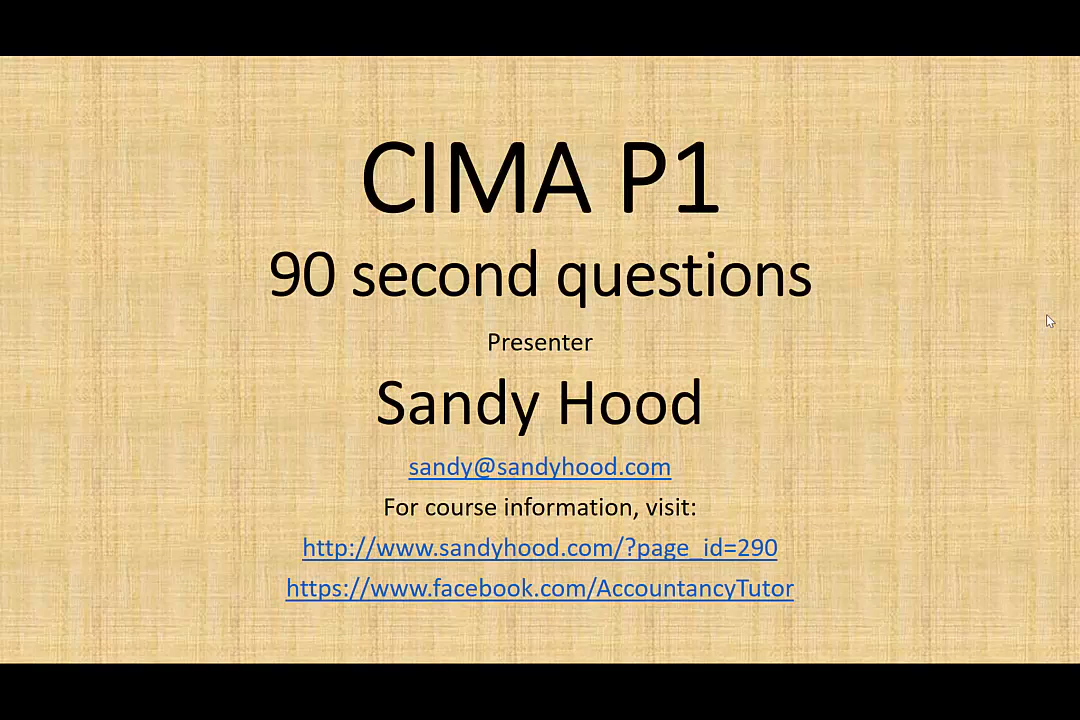 CIMA P1
90 second questions
Presenter
Sandy Hood
sandy@sandyhood.com
For course information, visit:
http://www.sandyhood.com/?page_id=290
https://www.facebook.com/AccountancyTutor